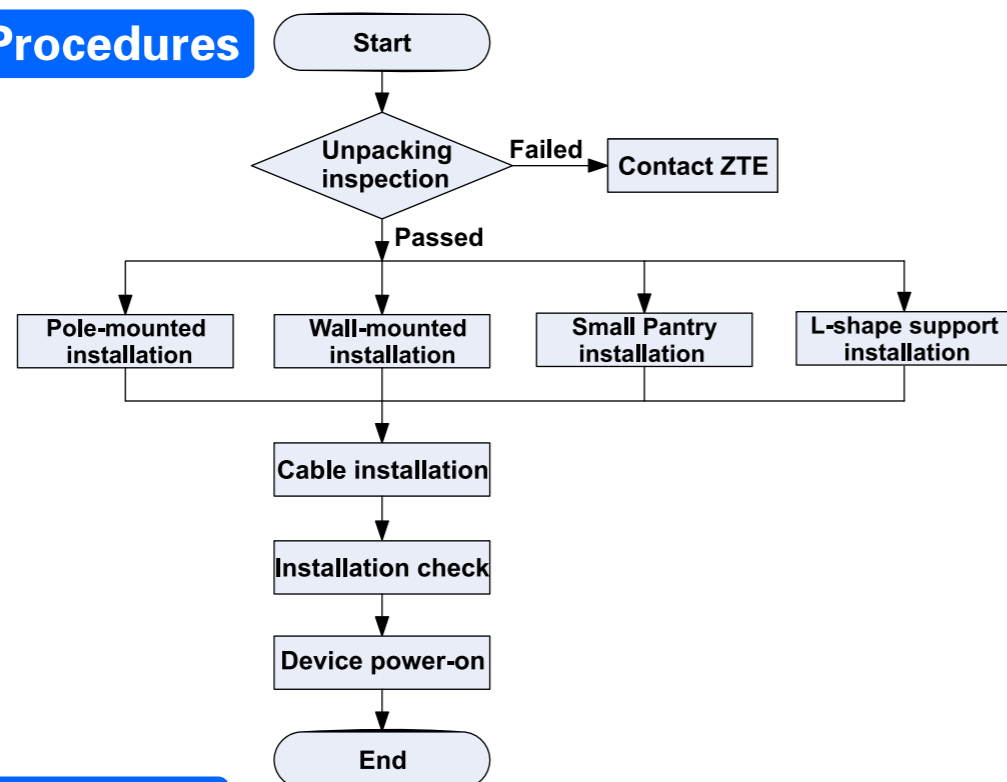 Procedures
Start
Unpacking
inspection
Failed
Contact ZTE
Passed
Pole-mounted
installation
Wall-mounted
installation
Small Pantry
installation
L-shape support
installation
Cable installation
Installation check
Device power-on
End